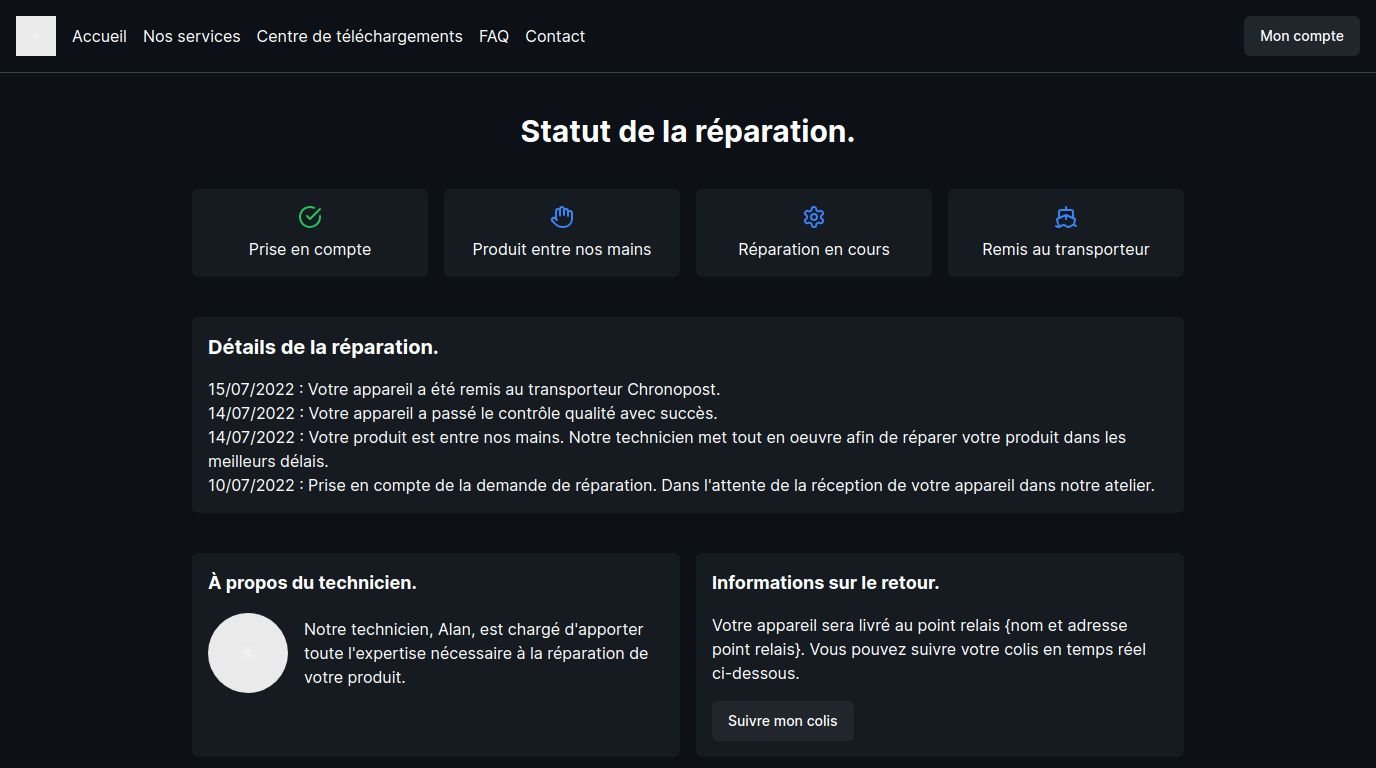 Accueil Nos services Centre de téléchargements FAQ Contact Mon compte
Statut de la réparation.
Prise en compte
Produit entre nos mains
Réparation en cours
Remis au transporteur
Détails de la réparation.
15/07/2022 : Votre appareil a été remis au transporteur Chronopost.
14/07/2022 : Votre appareil a passé le contrôle qualité avec succès.
14/07/2022 : Votre produit est entre nos mains. Notre technicien met tout en oeuvre afin de réparer votre produit dans les
meilleurs délais.
10/07/2022 : Prise en compte de la demande de réparation. Dans l'attente de la réception de votre appareil dans notre atelier.
À propos du technicien.
Notre technicien, Alan, est chargé d'apporter
toute l'expertise nécessaire à la réparation de
votre produit.
Informations sur le retour.
Votre appareil sera livré au point relais {nom et adresse
point relais}. Vous pouvez suivre votre colis en temps réel
ci-dessous.
Suivre mon colis